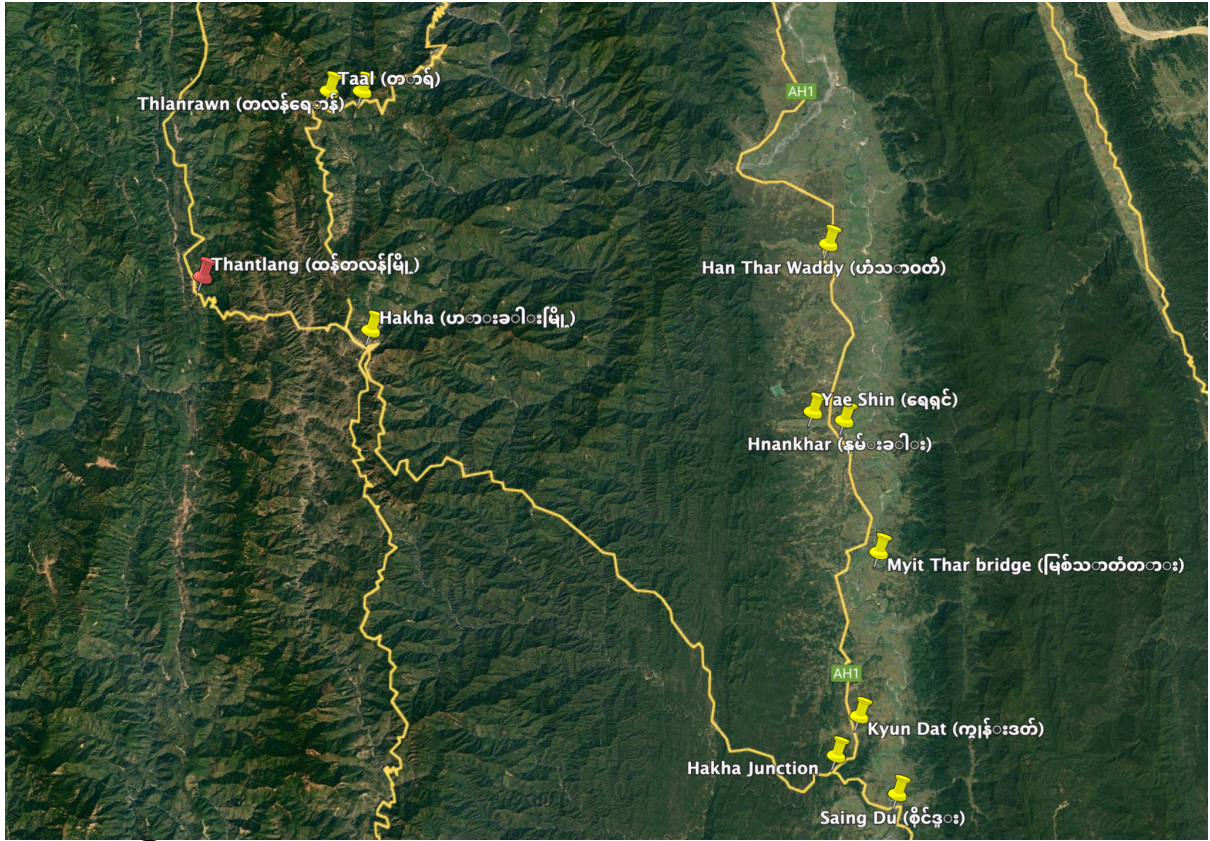 Taal (တာရ်)
AH1
Thlanrawn (တလန်ရောန်)
Thantlang (ထန်တလန်မြို့)
Han Thar Waddy (ဟံသာဝတီ)
Hakha (ဟားခါးမြို့)
Yae Shin (ရေရှင်)
Hnankhar (နမ်းခါး)
Myit Thar bridge (မြစ်သာတံတား)
AH1
Kyun Dat (ကျွန်းဒတ်)
Hakha Junction
Saing Du (စိုင်ဒူး)